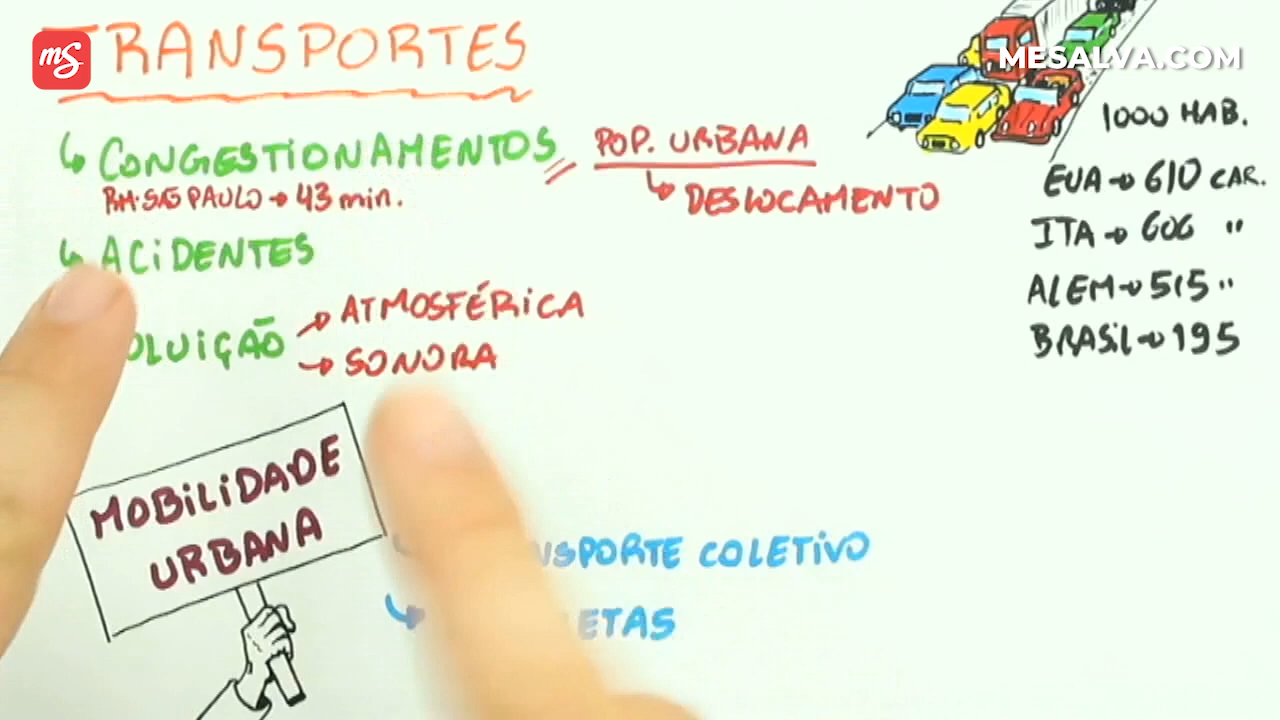 TRANSPORTES
mS
MESALVA.COM
CONGESTIONAMENTOS
RM. SÃO PAULO → 43 min.
POP. URBANA
DESLOCAMENTO
ACIDENTES
OLUIÇÃO
ATMOSFÉRICA
SONORA
1000 HAB.
EUA → 610 CAR.
ITA → 606 "
ALEM → 515 "
BRASIL → 195
MOBILIDADE
URBANA
NSPORTE COLETIVO
ETAS